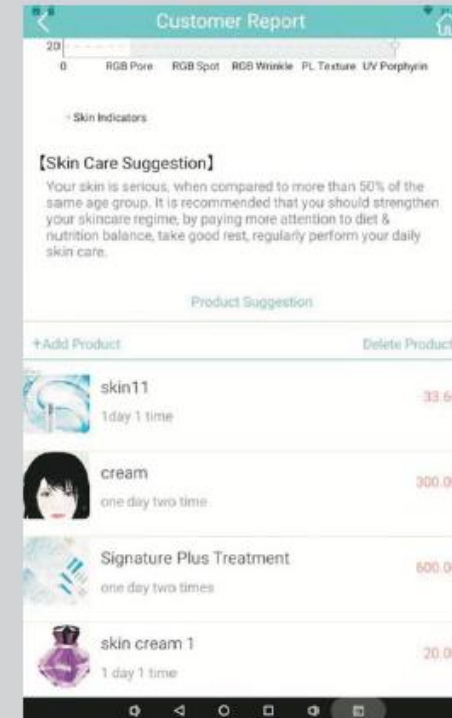 Customer Report
20
0 RGB Pore RGB Spot RGB Wrinkle PL Texture UV Porphyrin
- Skin Indicators
【Skin Care Suggestion】
Your skin is serious, when compared to more than 50% of the
same age group. It is recommended that you should strengthen
your skincare regime, by paying more attention to diet &
nutrition balance, take good rest, regularly perform your daily
skin care.
Product Suggestion
+Add Product Delete Product
skin11
33.6
1day 1 time
cream
300.0
one day two time
Signature Plus Treatment
600.0
one day two times
skin cream 1
20.0
1 day 1 time